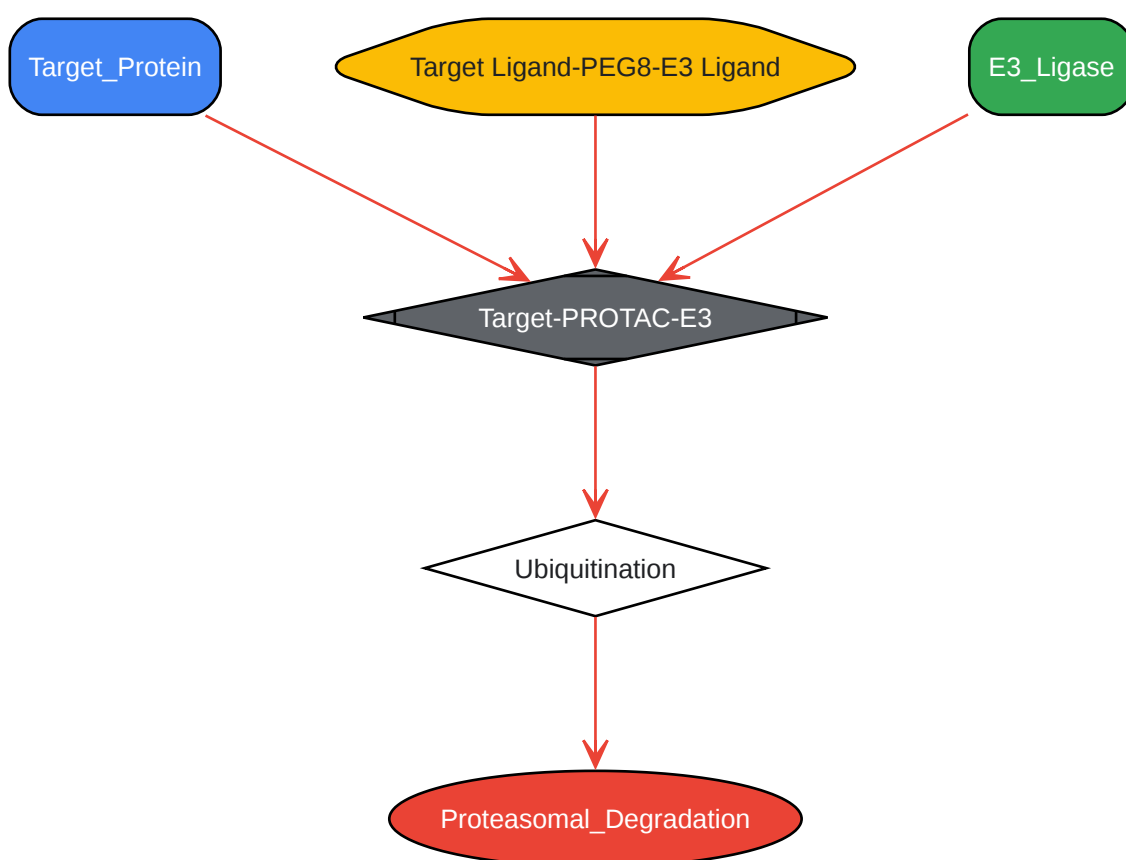 Target_Protein
Target Ligand-PEG8-E3 Ligand
E3_Ligase
Target-PROTAC-E3
Ubiquitination
Proteasomal_Degradation